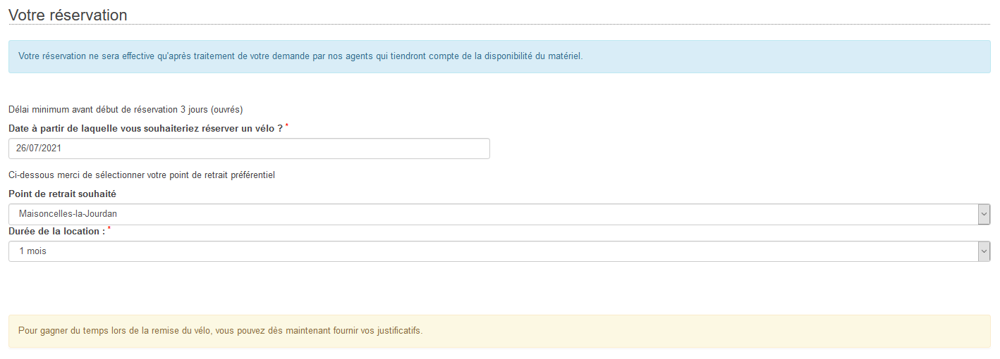 Votre réservation
Votre réservation ne sera effective qu'après traitement de votre demande par nos agents qui tiendront compte de la disponibilité du matériel.
Délai minimum avant début de réservation 3 jours (ouvrés)
Date à partir de laquelle vous souhaiteriez réserver un vélo ? *
26/07/2021
Ci-dessous merci de sélectionner votre point de retrait préférentiel
Point de retrait souhaité
Maisoncelles-la-Jourdan
Durée de la location : *
1 mois
Pour gagner du temps lors de la remise du vélo, vous pouvez dès maintenant fournir vos justificatifs.